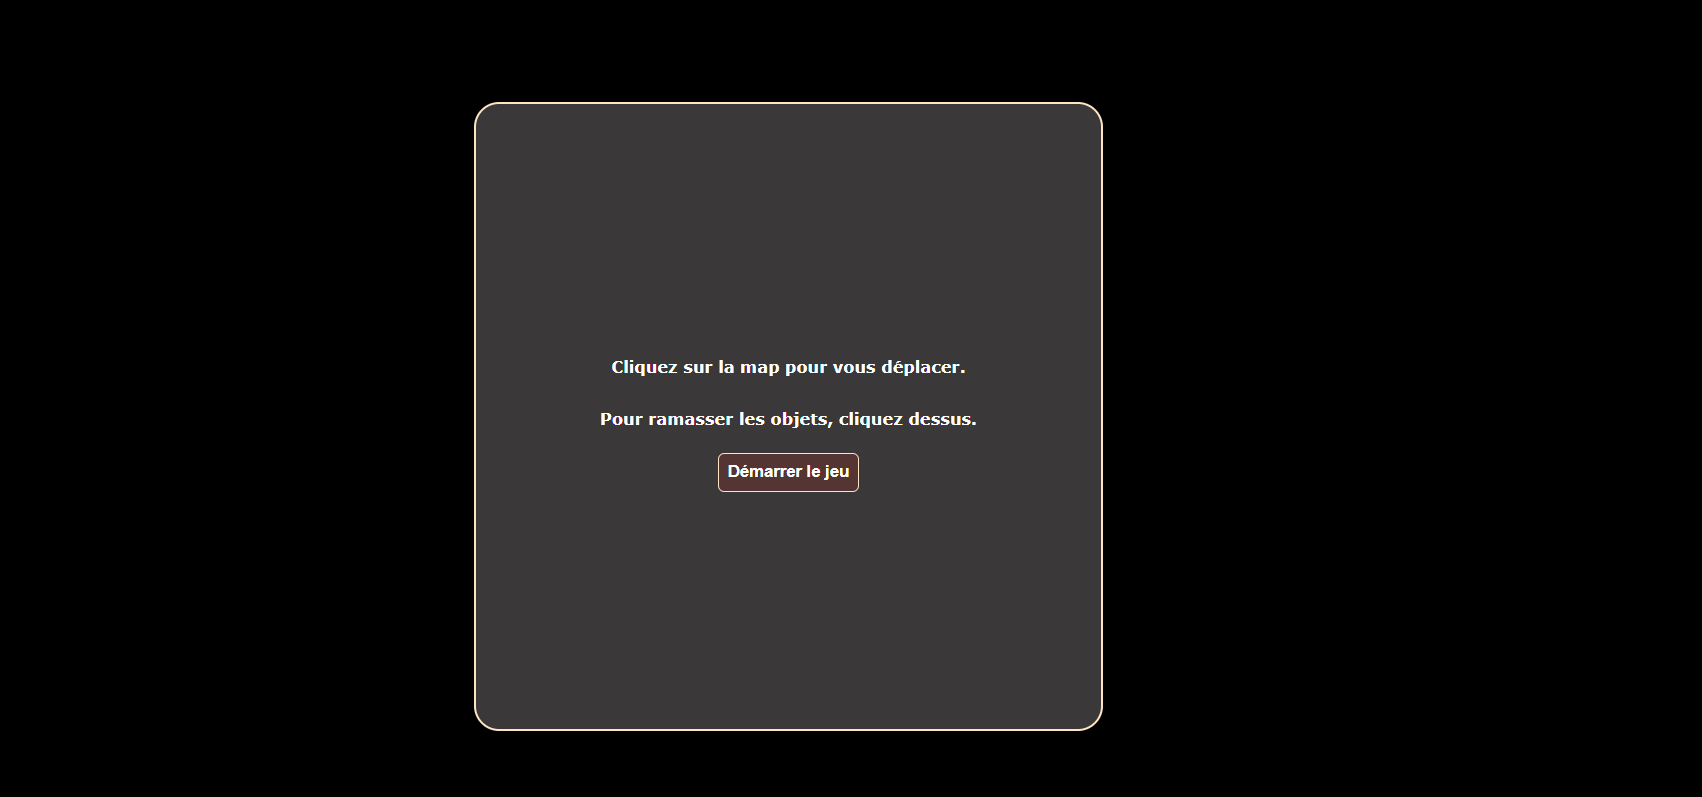 Cliquez sur la map pour vous déplacer.
Pour ramasser les objets, cliquez dessus.
Démarrer le jeu